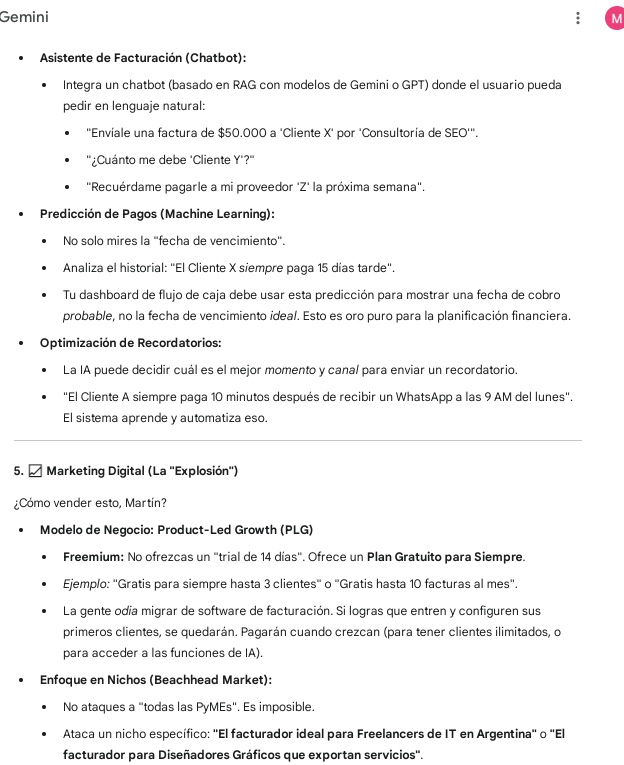 Gemini
M
Asistente de Facturación (Chatbot):
Integra un chatbot (basado en RAG con modelos de Gemini o GPT) donde el usuario pueda
pedir en lenguaje natural:
"Envíale una factura de $50.000 a 'Cliente X' por 'Consultoría de SEO'".
"¿Cuánto me debe 'Cliente Y'?"
"Recuérdame pagarle a mi proveedor 'Z' la próxima semana".
Predicción de Pagos (Machine Learning):
No solo mires la "fecha de vencimiento".
Analiza el historial: "El Cliente X siempre paga 15 días tarde".
Tu dashboard de flujo de caja debe usar esta predicción para mostrar una fecha de cobro
probable, no la fecha de vencimiento ideal. Esto es oro puro para la planificación financiera.
Optimización de Recordatorios:
La IA puede decidir cuál es el mejor momento y canal para enviar un recordatorio.
"El Cliente A siempre paga 10 minutos después de recibir un WhatsApp a las 9 AM del lunes".
El sistema aprende y automatiza eso.
5. 📈 Marketing Digital (La "Explosión")
¿Cómo vender esto, Martín?
Modelo de Negocio: Product-Led Growth (PLG)
Freemium: No ofrezcas un "trial de 14 días". Ofrece un Plan Gratuito para Siempre.
Ejemplo: "Gratis para siempre hasta 3 clientes" o "Gratis hasta 10 facturas al mes".
La gente odia migrar de software de facturación. Si logras que entren y configuren sus
primeros clientes, se quedarán. Pagarán cuando crezcan (para tener clientes ilimitados, o
para acceder a las funciones de IA).
Enfoque en Nichos (Beachhead Market):
No ataques a "todas las PyMEs". Es imposible.
Ataca un nicho específico: "El facturador ideal para Freelancers de IT en Argentina" o "El
facturador para Diseñadores Gráficos que exportan servicios".